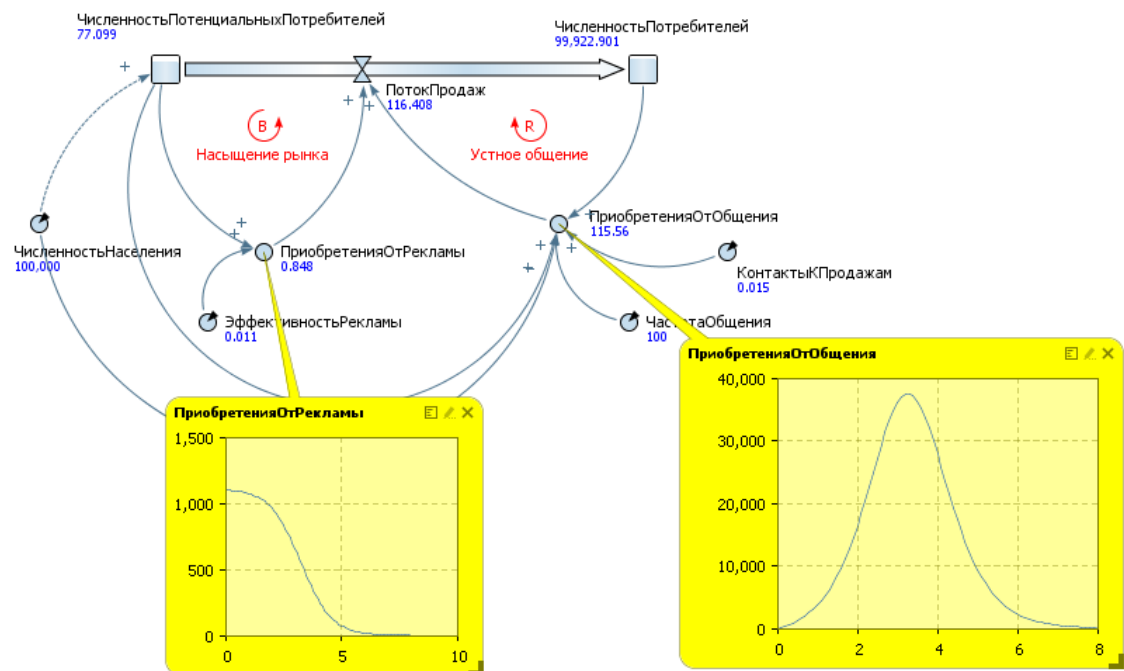 ЧисленностьПотенциальныхПотребителей
77.099
ЧисленностьПотребителей
99,922.901
ПотокПродаж
116.408
B
Насыщение рынка
R
Устное общение
ЧисленностьНаселения
100,000
ПриобретенияОтРекламы
0.848
ПриобретенияОтОбщения
115.56
КонтактыКПродажам
0.015
ЭффективностьРекламы
0.011
ЧастотаОбщения
100
ПриобретенияОтРекламы
1,500
1,000
500
0
0
5
10
ПриобретенияОтОбщения
40,000
30,000
20,000
10,000
0
0
2
4
6
8